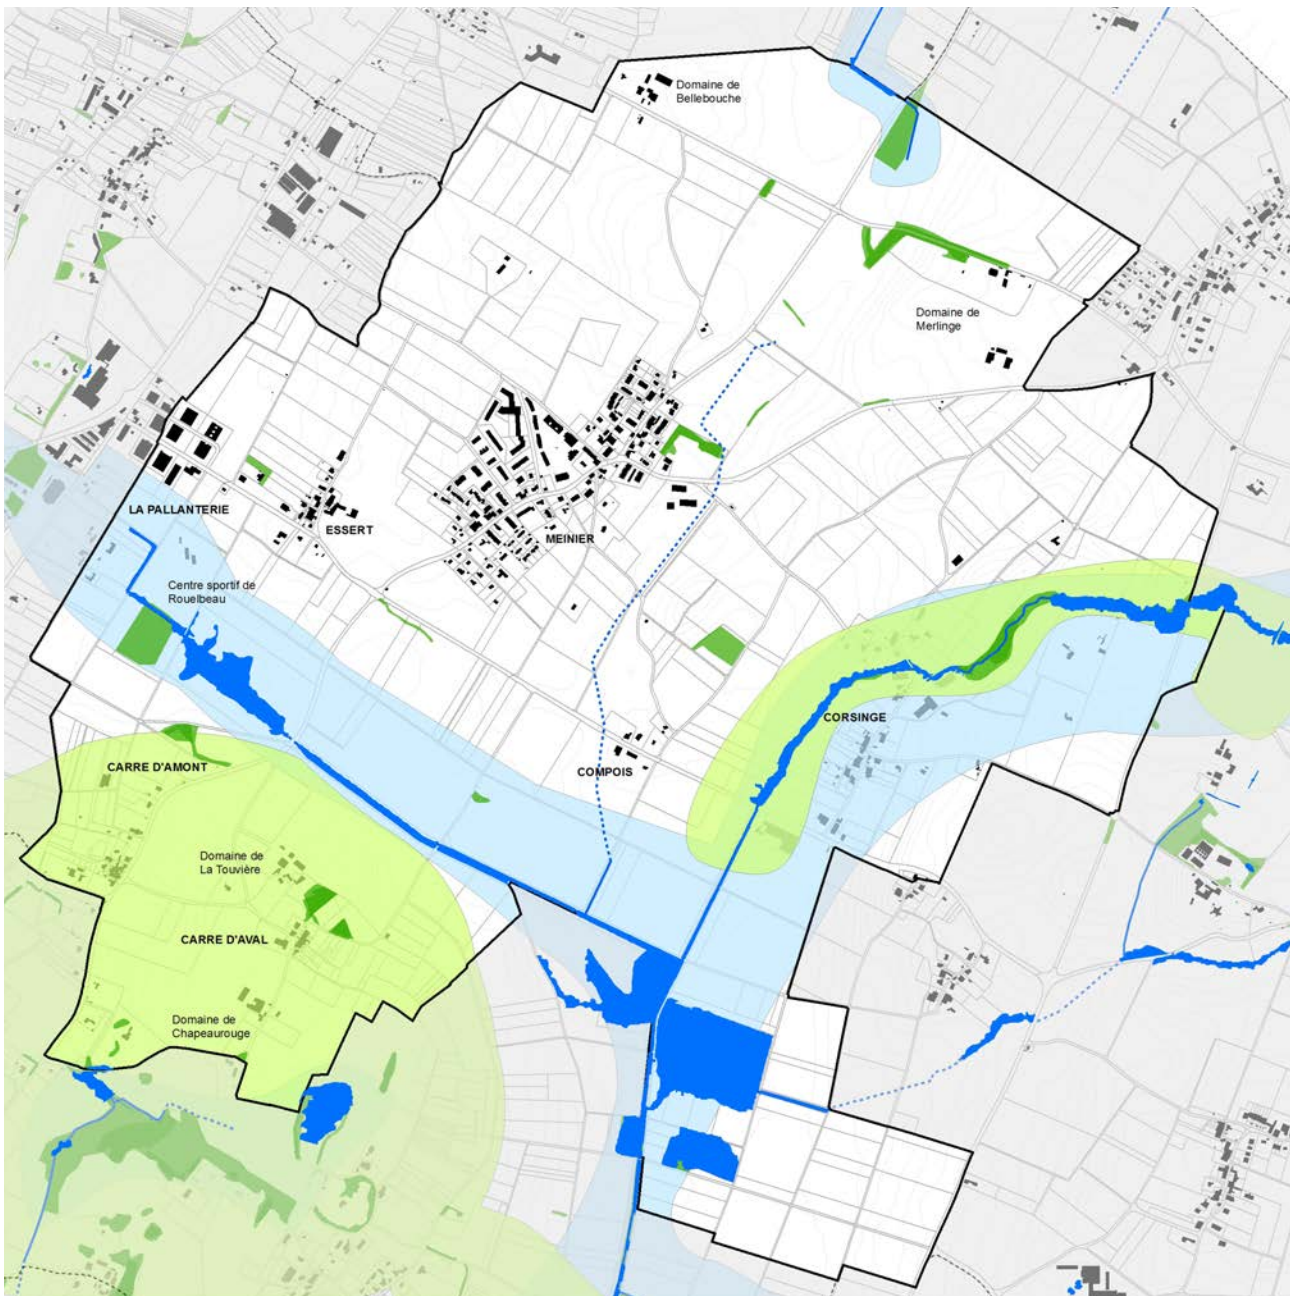 Domaine de
Bellebouche
Domaine de
Merlinge
LA PALLANTERIE
ESSERT
MEINIER
Centre sportif de
Rouelbeau
CORSINGE
CARRE D'AMONT
COMPOIS
Domaine de
La Touvière
CARRE D'AVAL
Domaine de
Chapeaurouge